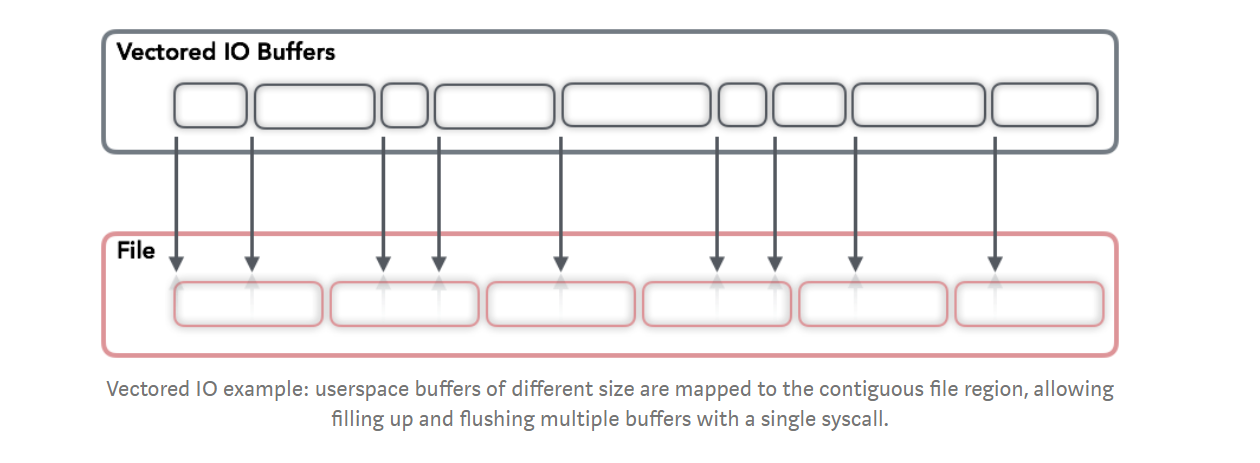 Vectored IO Buffers
File
Vectored IO example: userspace buffers of different size are mapped to the contiguous file region, allowing
filling up and flushing multiple buffers with a single syscall.